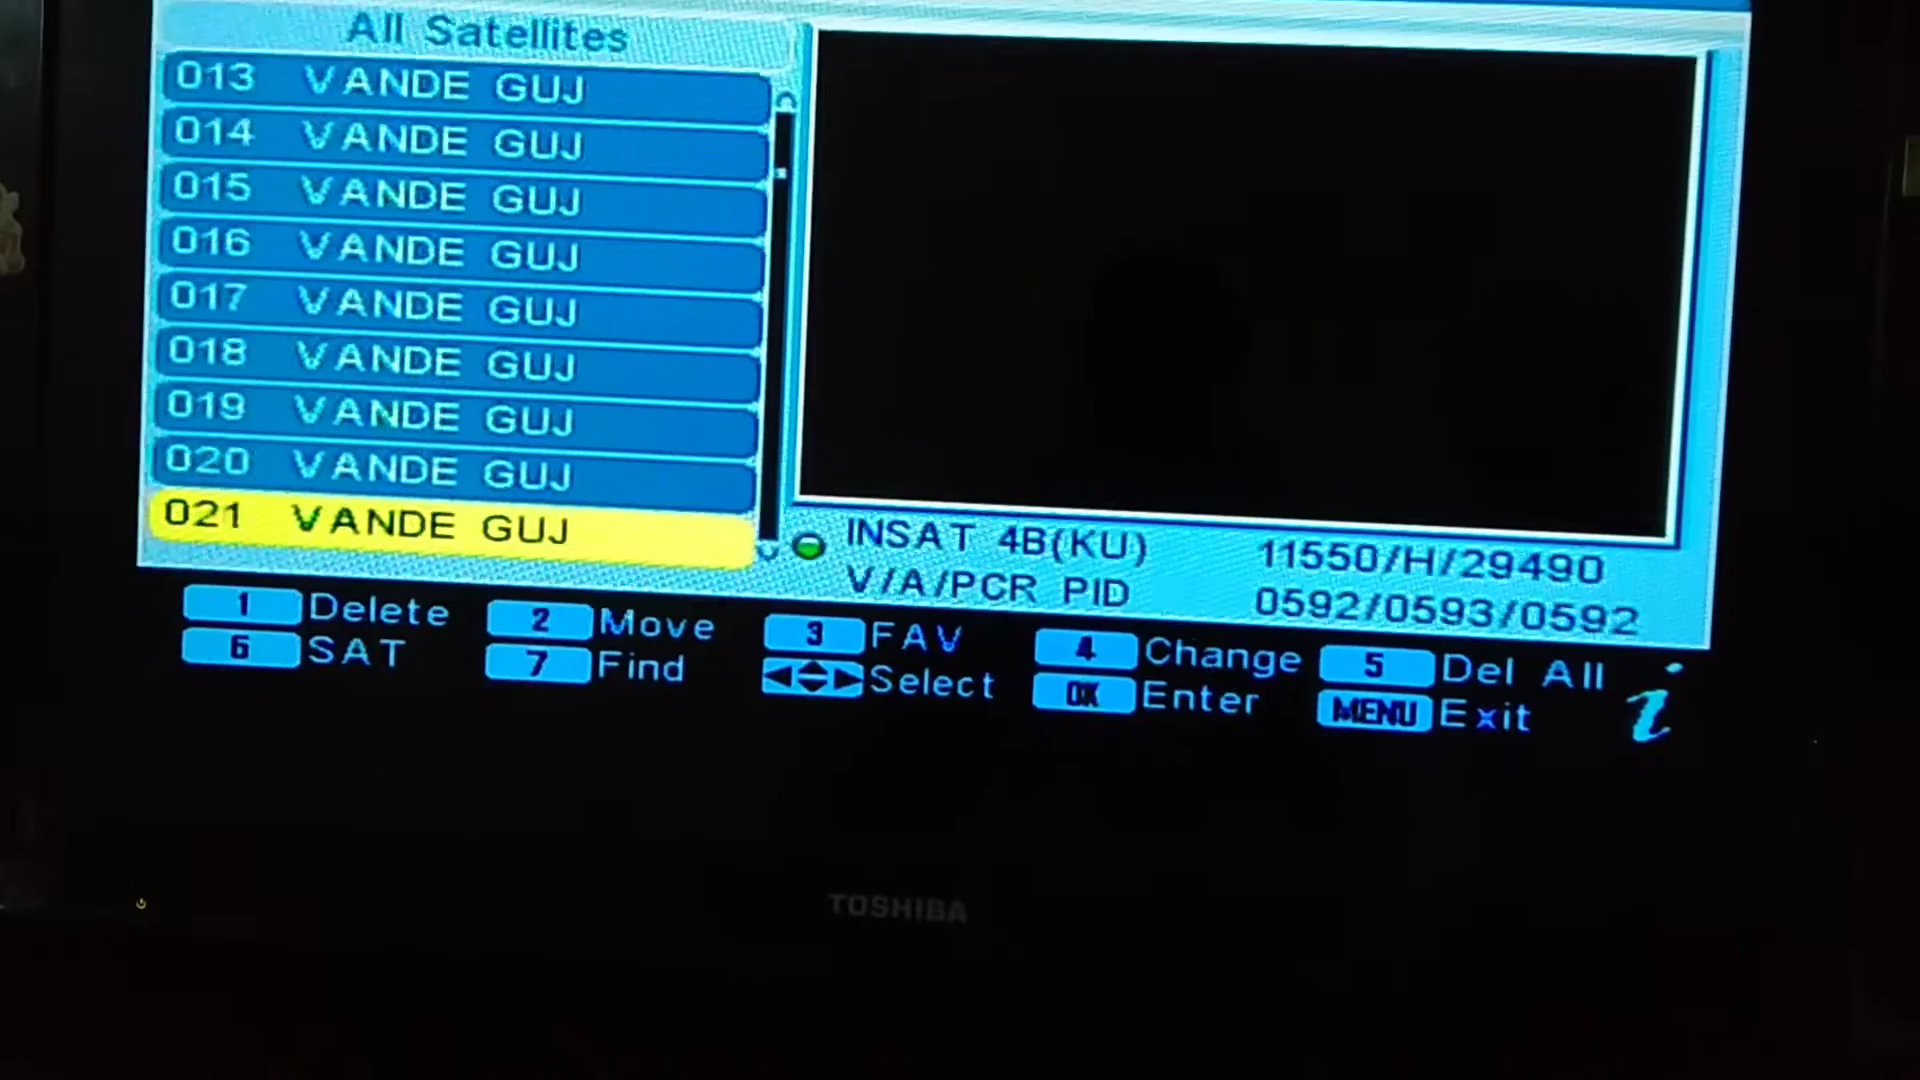 All Satellites
013 VANDE GUJ
014 VANDE GUJ
015 VANDE GUJ
016 VANDE GUJ
017 VANDE GUJ
018 VANDE GUJ
019 VANDE GUJ
020 VANDE GUJ
021 VANDE GUJ
INSAT 4B(KU) 11550/H/29490
V/A/PCR PID 0592/0593/0592
1 Delete 2 Move 3 FAV 4 Change 5 Del All
6 SAT 7 Find Select OK Enter MENU Exit i
TOSHIBA